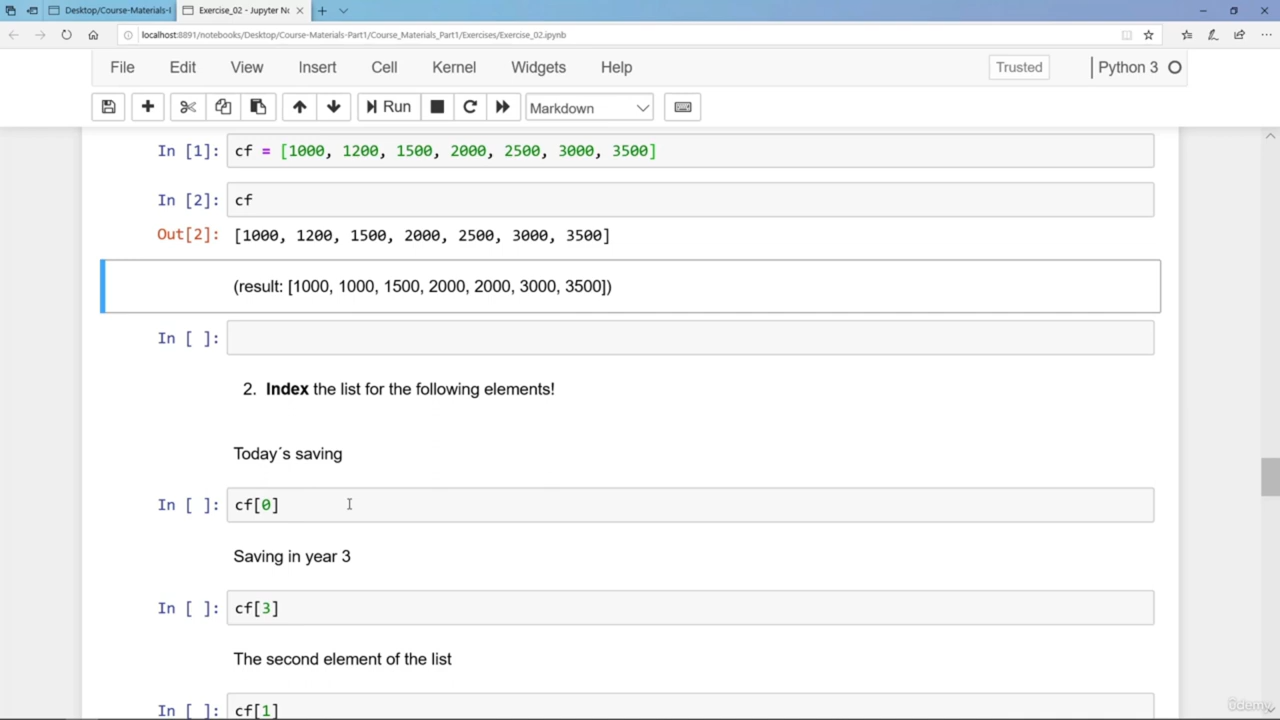 Desktop/Course-Materials-
Exercise_02 - Jupyter No
localhost:8891/notebooks/Desktop/Course-Materials-Part1/Course_Materials_Part1/Exercises/Exercise_02.ipynb
File Edit View Insert Cell Kernel Widgets Help Trusted Python 3
Run Markdown
In [1]: cf = [1000, 1200, 1500, 2000, 2500, 3000, 3500]
In [2]: cf
Out[2]: [1000, 1200, 1500, 2000, 2500, 3000, 3500]
(result: [1000, 1000, 1500, 2000, 2000, 3000, 3500])
In [ ]:
2. Index the list for the following elements!
Today´s saving
In [ ]: cf[0]
Saving in year 3
In [ ]: cf[3]
The second element of the list
In [ ]: cf[1]
ûdemy